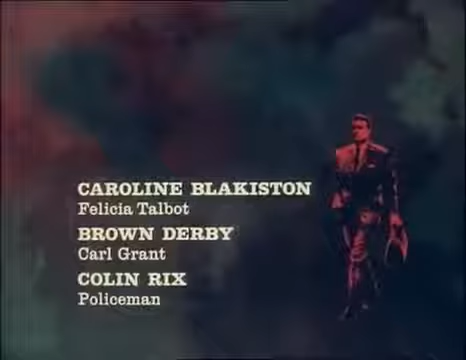 CAROLINE BLAKISTON
Felicia Talbot
BROWN DERBY
Carl Grant
COLIN RIX
Policeman